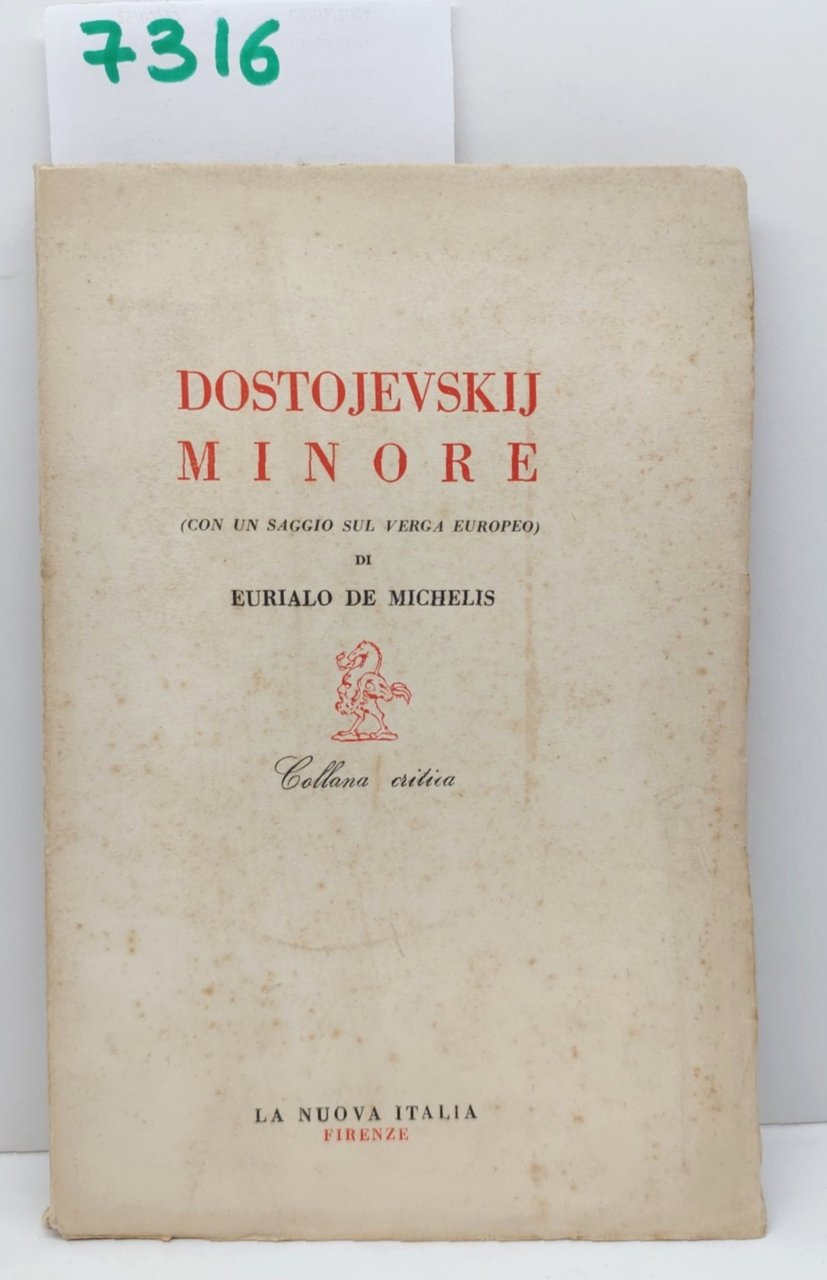 7316
DOSTOJEVSKIJ
MINORE
(CON UN SAGGIO SUL VERGA EUROPEO)
DI
EURIALO DE MICHELIS
Collana critica
LA NUOVA ITALIA
FIRENZE